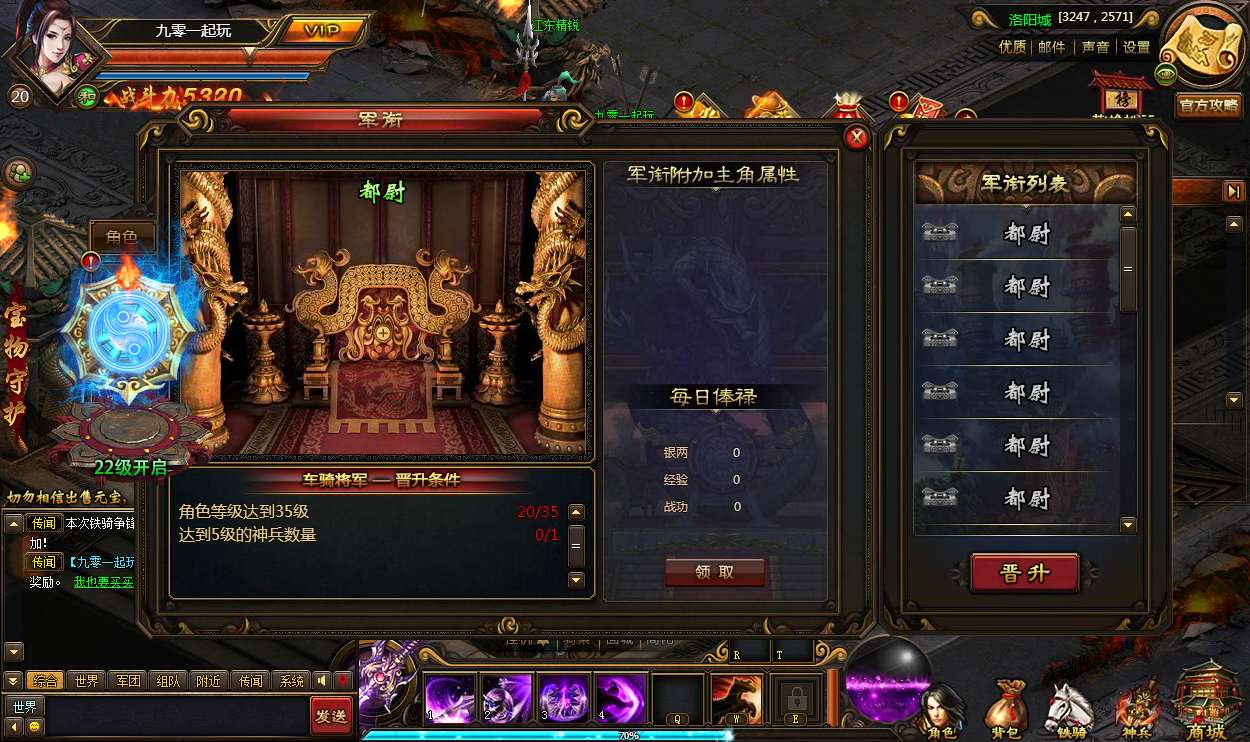 九零一起玩
VIP
江东精锐
洛阳城 [3247 , 2571]
优质 邮件 声音 设置
20
和
战斗力5320
九零一起玩
榜
官方攻略
军衔
都尉
军衔附加主角属性
军衔列表
都尉
都尉
都尉
都尉
都尉
都尉
角色
宝物守护
22级开启
每日俸禄
银两 0
经验 0
战功 0
领 取
晋升
车骑将军 — 晋升条件
角色等级达到35级 20/35
达到5级的神兵数量 0/1
切勿相信出售元宝,
传闻 本次铁骑争锋
加!
传闻 【九零一起玩
奖励。 我也要买买
综合 世界 军团 组队 附近 传闻 系统
世界
发送
R T
1 2 3 4 Q W E
70%
角色 背包 铁骑 神兵 商城